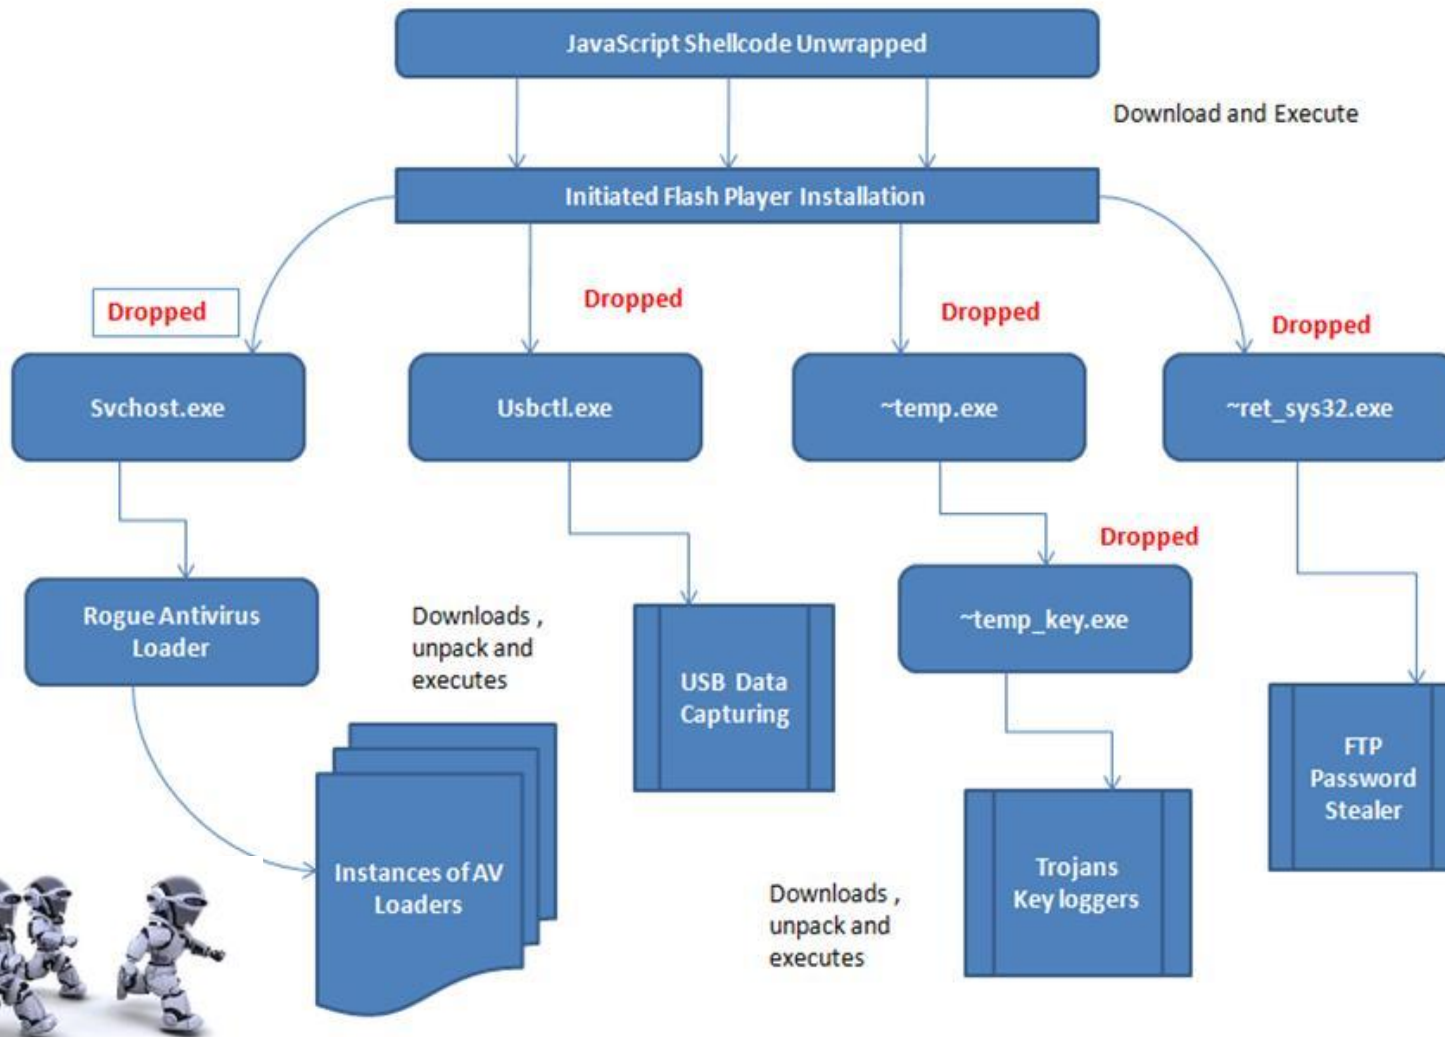 JavaScript Shellcode Unwrapped
Download and Execute
Initiated Flash Player Installation
Dropped
Dropped
Dropped
Dropped
Svchost.exe
Usbctl.exe
~temp.exe
~ret_sys32.exe
Dropped
Rogue Antivirus
Loader
Downloads ,
unpack and
executes
USB Data
Capturing
~temp_key.exe
FTP
Password
Stealer
Instances of AV
Loaders
Downloads ,
unpack and
executes
Trojans
Key loggers